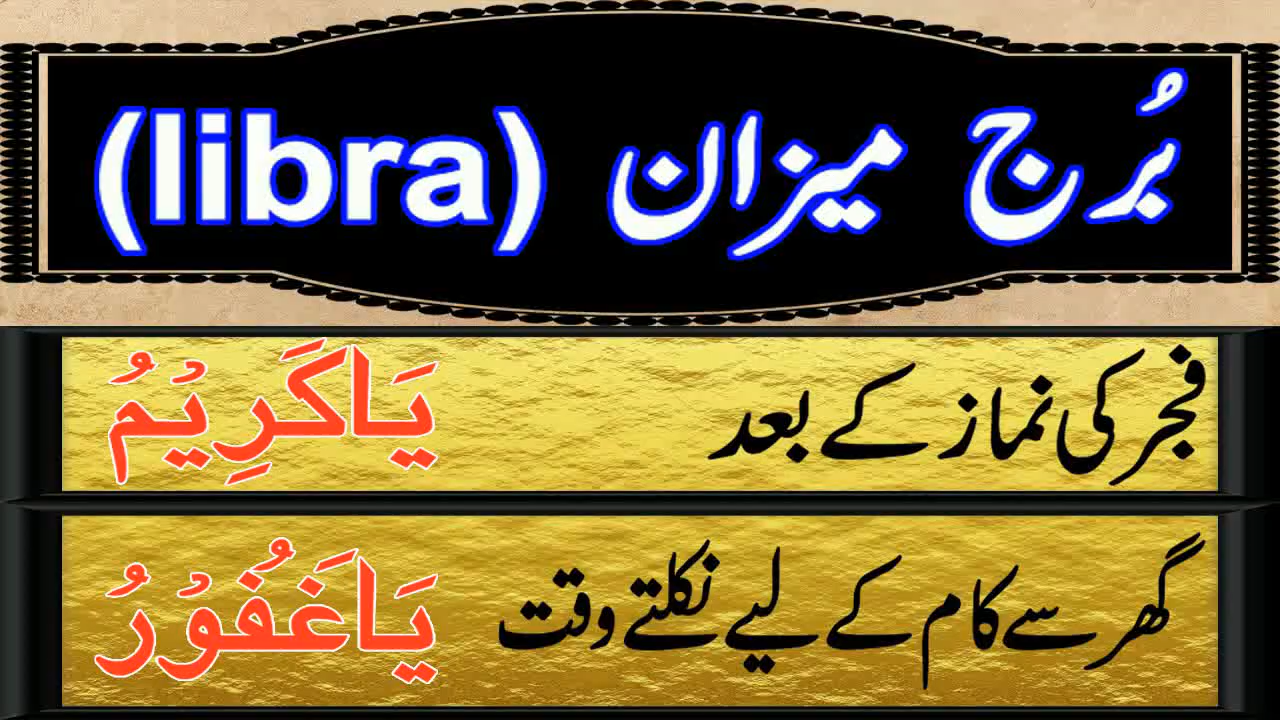 بُرج میزان (libra)
فجر کی نماز کے بعد یَاکَرِیْمُ
گھر سے کام کے لیے نکلتے وقت یَاغَفُوْرُ